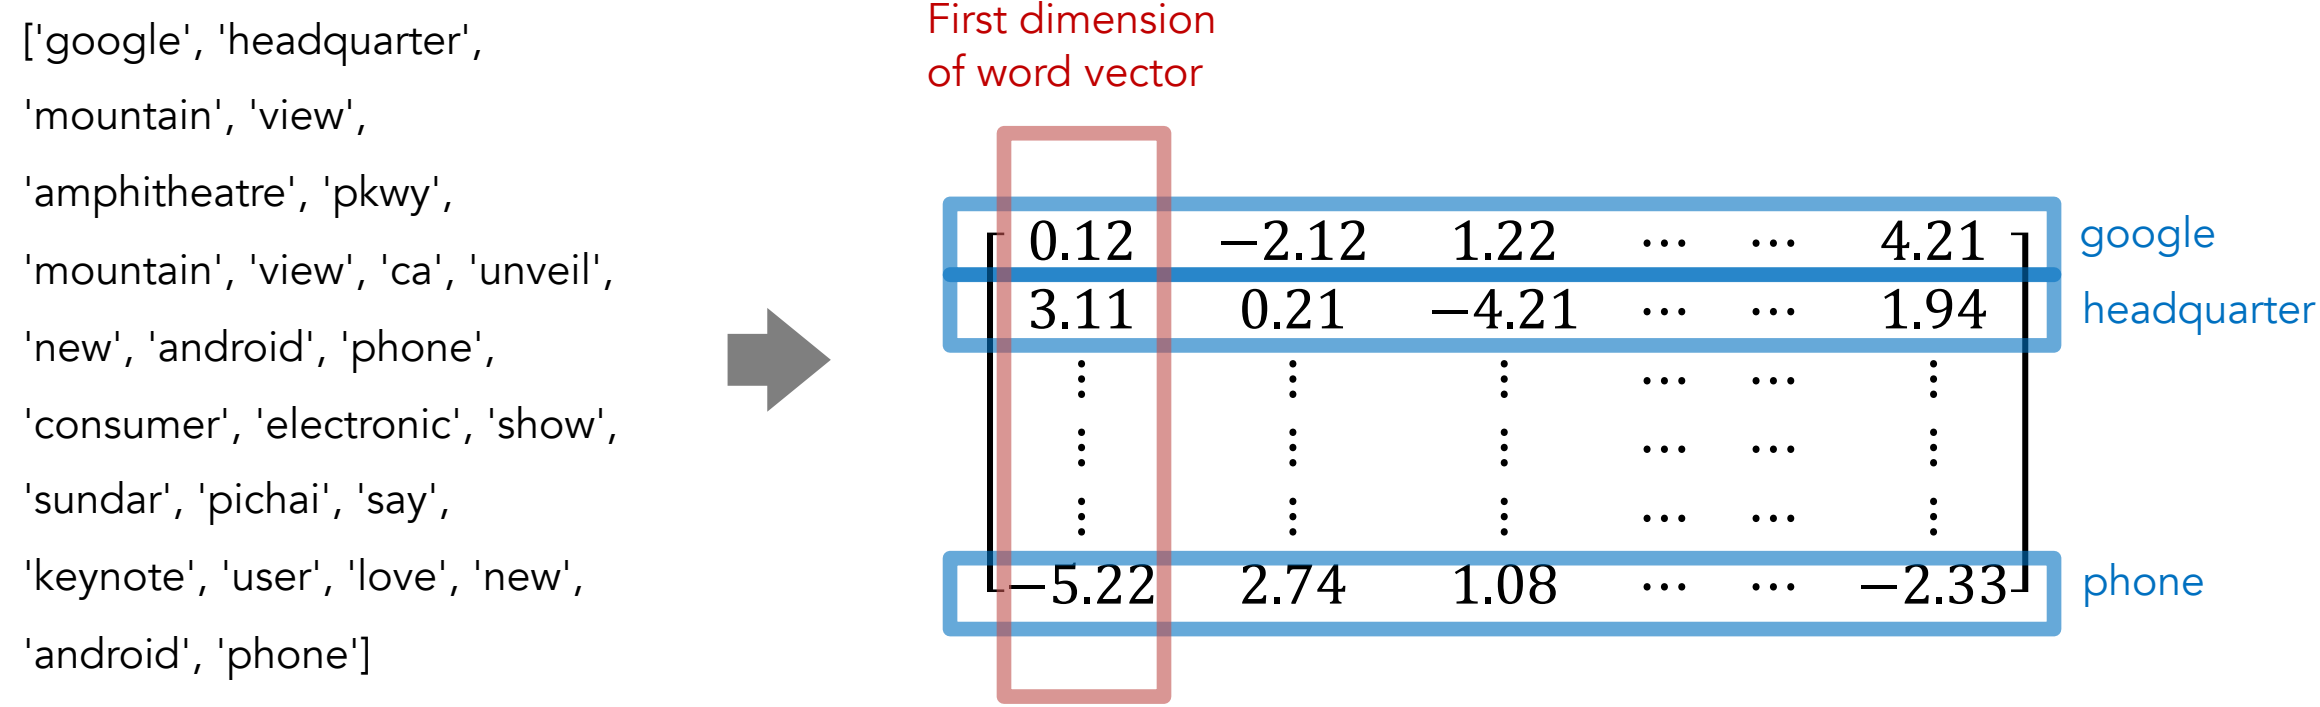 ['google', 'headquarter',
'mountain', 'view',
'amphitheatre', 'pkwy',
'mountain', 'view', 'ca', 'unveil',
'new', 'android', 'phone',
'consumer', 'electronic', 'show',
'sundar', 'pichai', 'say',
'keynote', 'user', 'love', 'new',
'android', 'phone']
First dimension
of word vector
0.12 −2.12 1.22 ⋯ ⋯ 4.21 google
3.11 0.21 −4.21 ⋯ ⋯ 1.94 headquarter
⋮ ⋮ ⋮ ⋯ ⋯ ⋮
⋮ ⋮ ⋮ ⋯ ⋯ ⋮
⋮ ⋮ ⋮ ⋯ ⋯ ⋮
−5.22 2.74 1.08 ⋯ ⋯ −2.33 phone